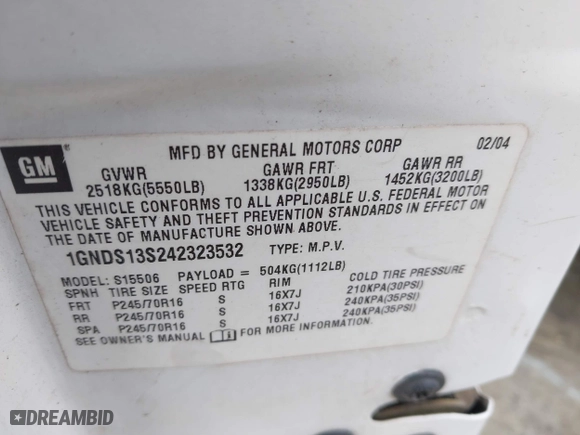 GM
MFD BY GENERAL MOTORS CORP 02/04
GVWR GAWR FRT GAWR RR
2518KG(5550LB) 1338KG(2950LB) 1452KG(3200LB)
THIS VEHICLE CONFORMS TO ALL APPLICABLE U.S. FEDERAL MOTOR
VEHICLE SAFETY AND THEFT PREVENTION STANDARDS IN EFFECT ON
THE DATE OF MANUFACTURE SHOWN ABOVE.
1GNDS13S242323532 TYPE: M.P.V.
MODEL: S15506 PAYLOAD = 504KG(1112LB)
SPNH TIRE SIZE SPEED RTG RIM COLD TIRE PRESSURE
FRT P245/70R16 S 16X7J 210KPA(30PSI)
RR P245/70R16 S 16X7J 240KPA(35PSI)
SPA P245/70R16 S 16X7J 240KPA(35PSI)
SEE OWNER'S MANUAL FOR MORE INFORMATION.
DREAMBID